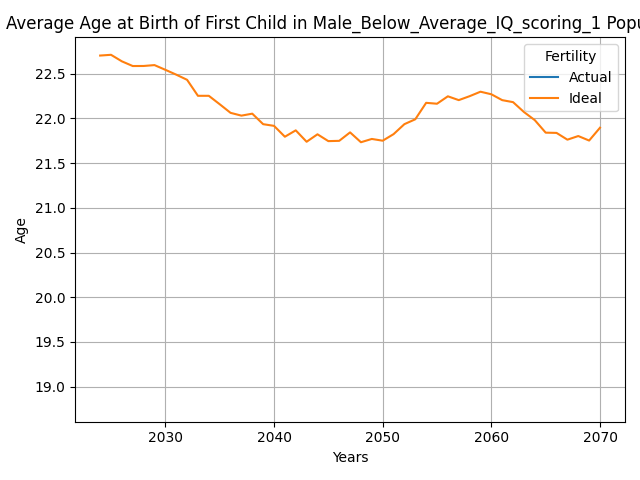 Average Age at Birth of First Child in Male_Below_Average_IQ_scoring_1 Popu
Fertility
Actual
Ideal
22.5
22.0
21.5
21.0
20.5
20.0
19.5
19.0
Age
2030 2040 2050 2060 2070
Years